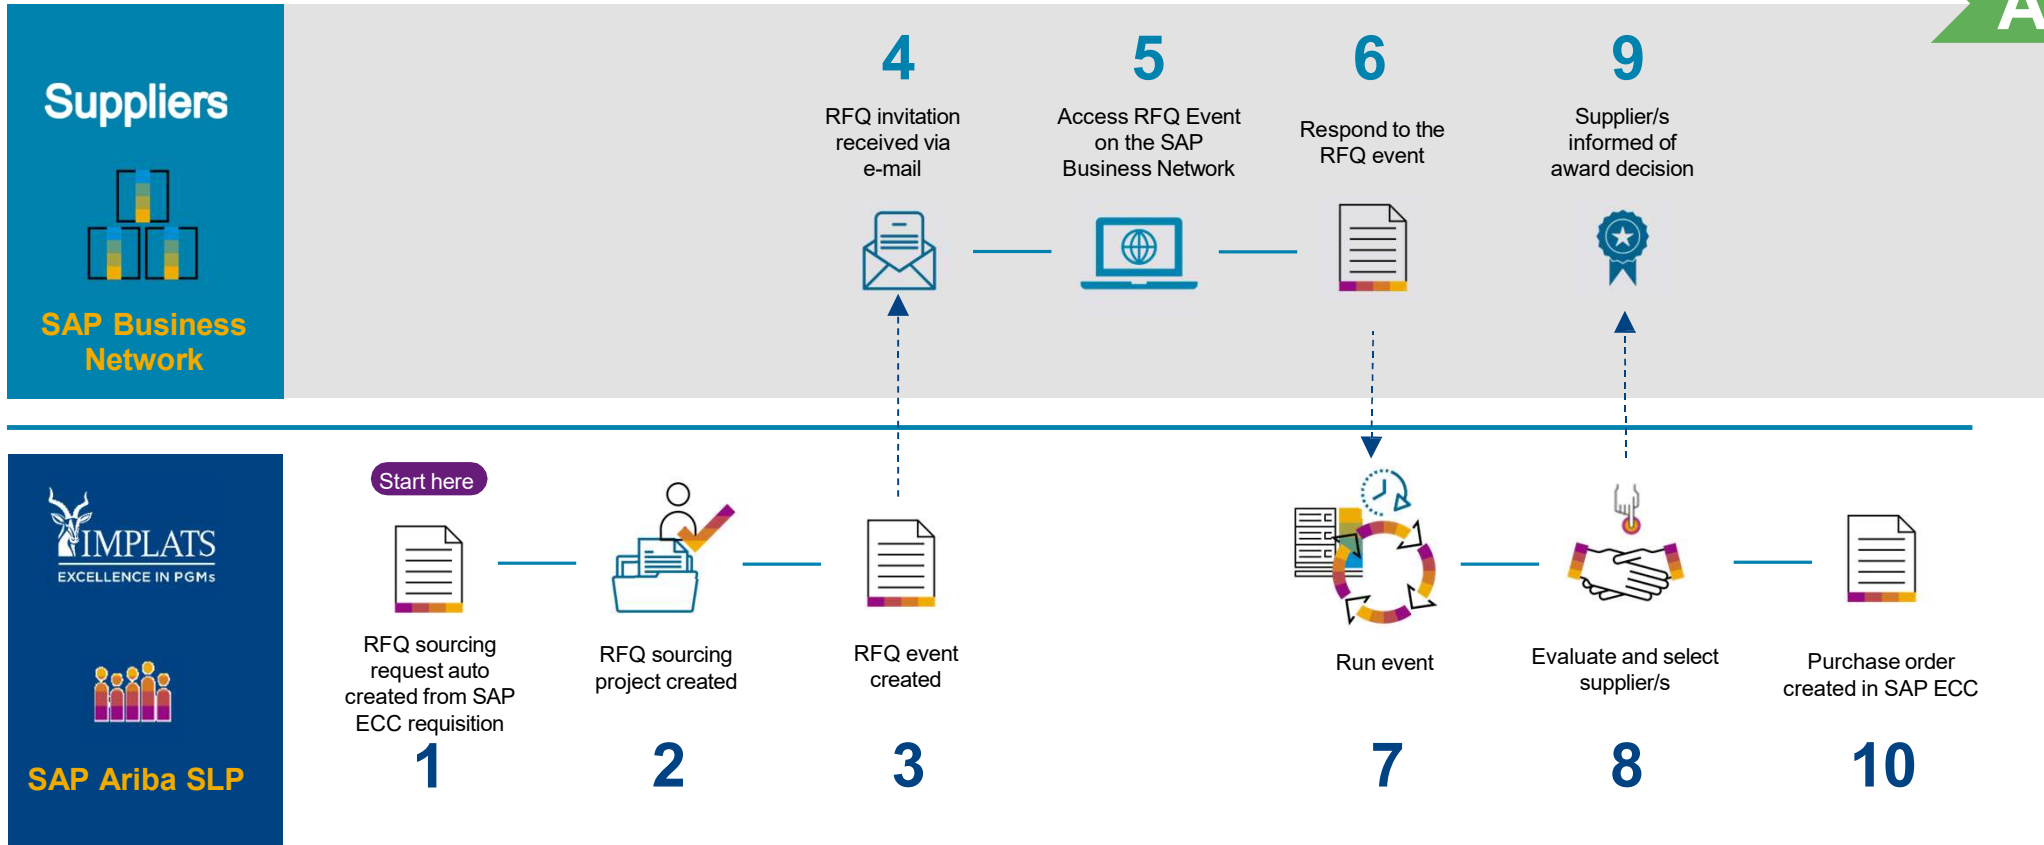 A
Suppliers
SAP Business
Network
4
RFQ invitation
received via
e-mail
5
Access RFQ Event
on the SAP
Business Network
6
Respond to the
RFQ event
9
Supplier/s
informed of
award decision
IMPLATS
EXCELLENCE IN PGMs
SAP Ariba SLP
Start here
RFQ sourcing
request auto
created from SAP
ECC requisition
1
RFQ sourcing
project created
2
RFQ event
created
3
Run event
7
Evaluate and select
supplier/s
8
Purchase order
created in SAP ECC
10